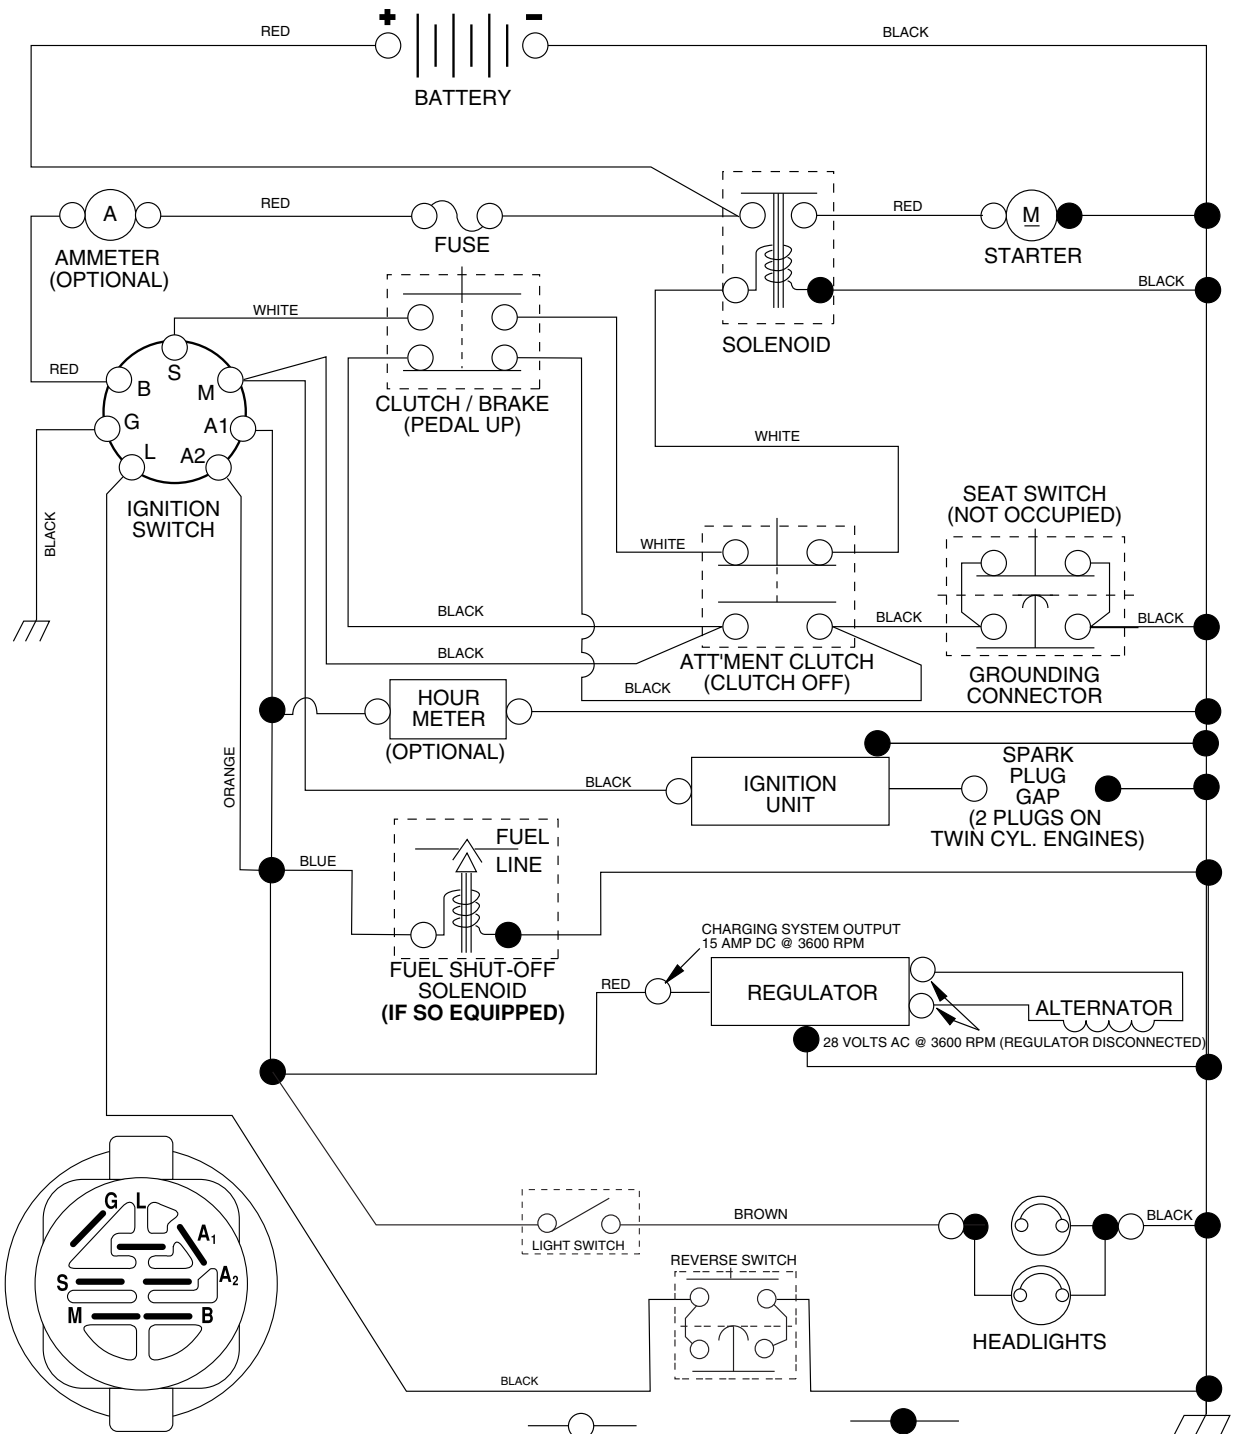 +
-
RED
BLACK
BATTERY
A
RED
FUSE
AMMETER
(OPTIONAL)
RED
M
STARTER
BLACK
SOLENOID
WHITE
RED
S
B
M
G
A1
L
A2
IGNITION
SWITCH
BLACK
CLUTCH / BRAKE
(PEDAL UP)
WHITE
WHITE
SEAT SWITCH
(NOT OCCUPIED)
BLACK
BLACK
BLACK
BLACK
BLACK
ATT'MENT CLUTCH
(CLUTCH OFF)
GROUNDING
CONNECTOR
HOUR
METER
(OPTIONAL)
ORANGE
BLACK
IGNITION
UNIT
SPARK
PLUG
GAP
(2 PLUGS ON
TWIN CYL. ENGINES)
BLUE
FUEL
LINE
FUEL SHUT-OFF
SOLENOID
(IF SO EQUIPPED)
CHARGING SYSTEM OUTPUT
15 AMP DC @ 3600 RPM
RED
REGULATOR
ALTERNATOR
28 VOLTS AC @ 3600 RPM (REGULATOR DISCONNECTED)
G
L
A1
A2
S
M
B
LIGHT SWITCH
BROWN
BLACK
REVERSE SWITCH
HEADLIGHTS
BLACK